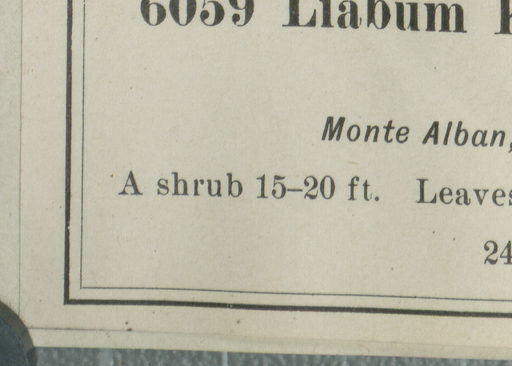 6059 Liabum
Monte Alban,
A shrub 15–20 ft. Leaves
24